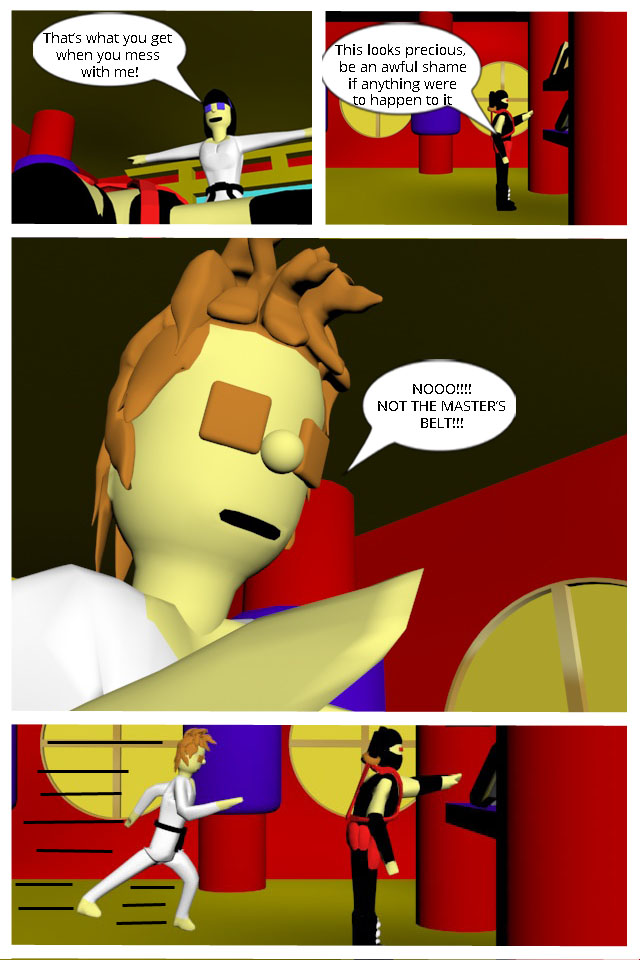 That's what you get
when you mess
with me!
This looks precious,
be an awful shame
if anything were
to happen to it
NOOO!!!!
NOT THE MASTER'S
BELT!!!